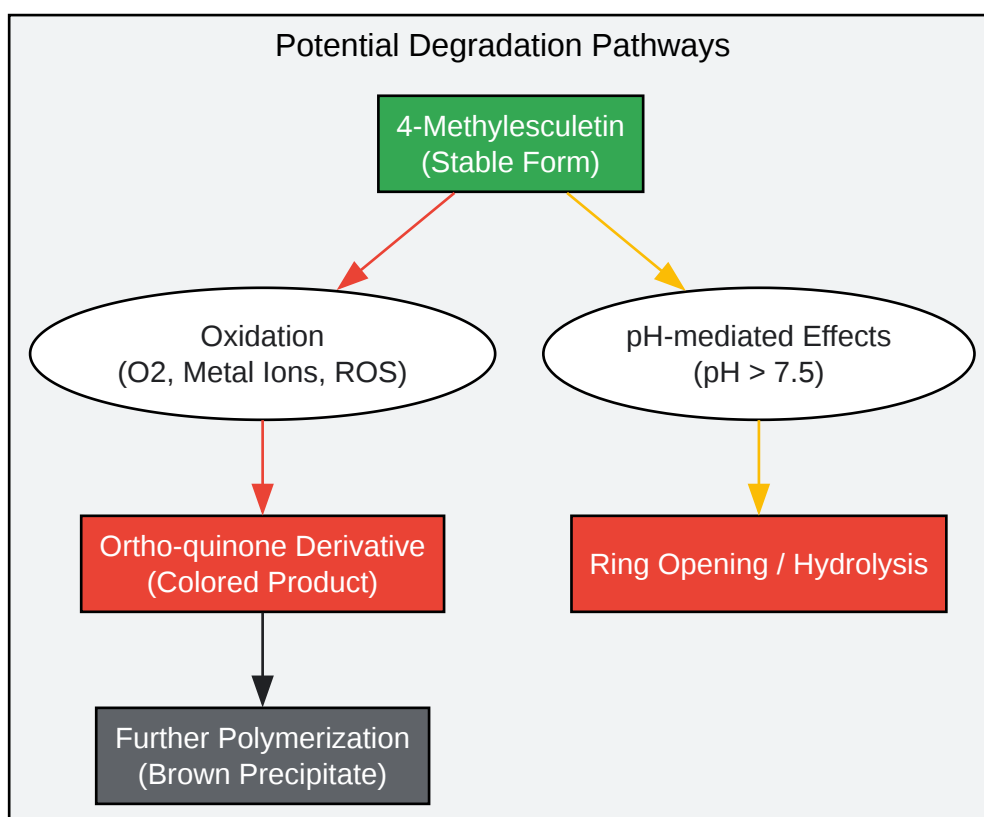 Potential Degradation Pathways
4-Methylesculetin
(Stable Form)
Oxidation
(O2, Metal Ions, ROS)
pH-mediated Effects
(pH > 7.5)
Ortho-quinone Derivative
(Colored Product)
Ring Opening / Hydrolysis
Further Polymerization
(Brown Precipitate)